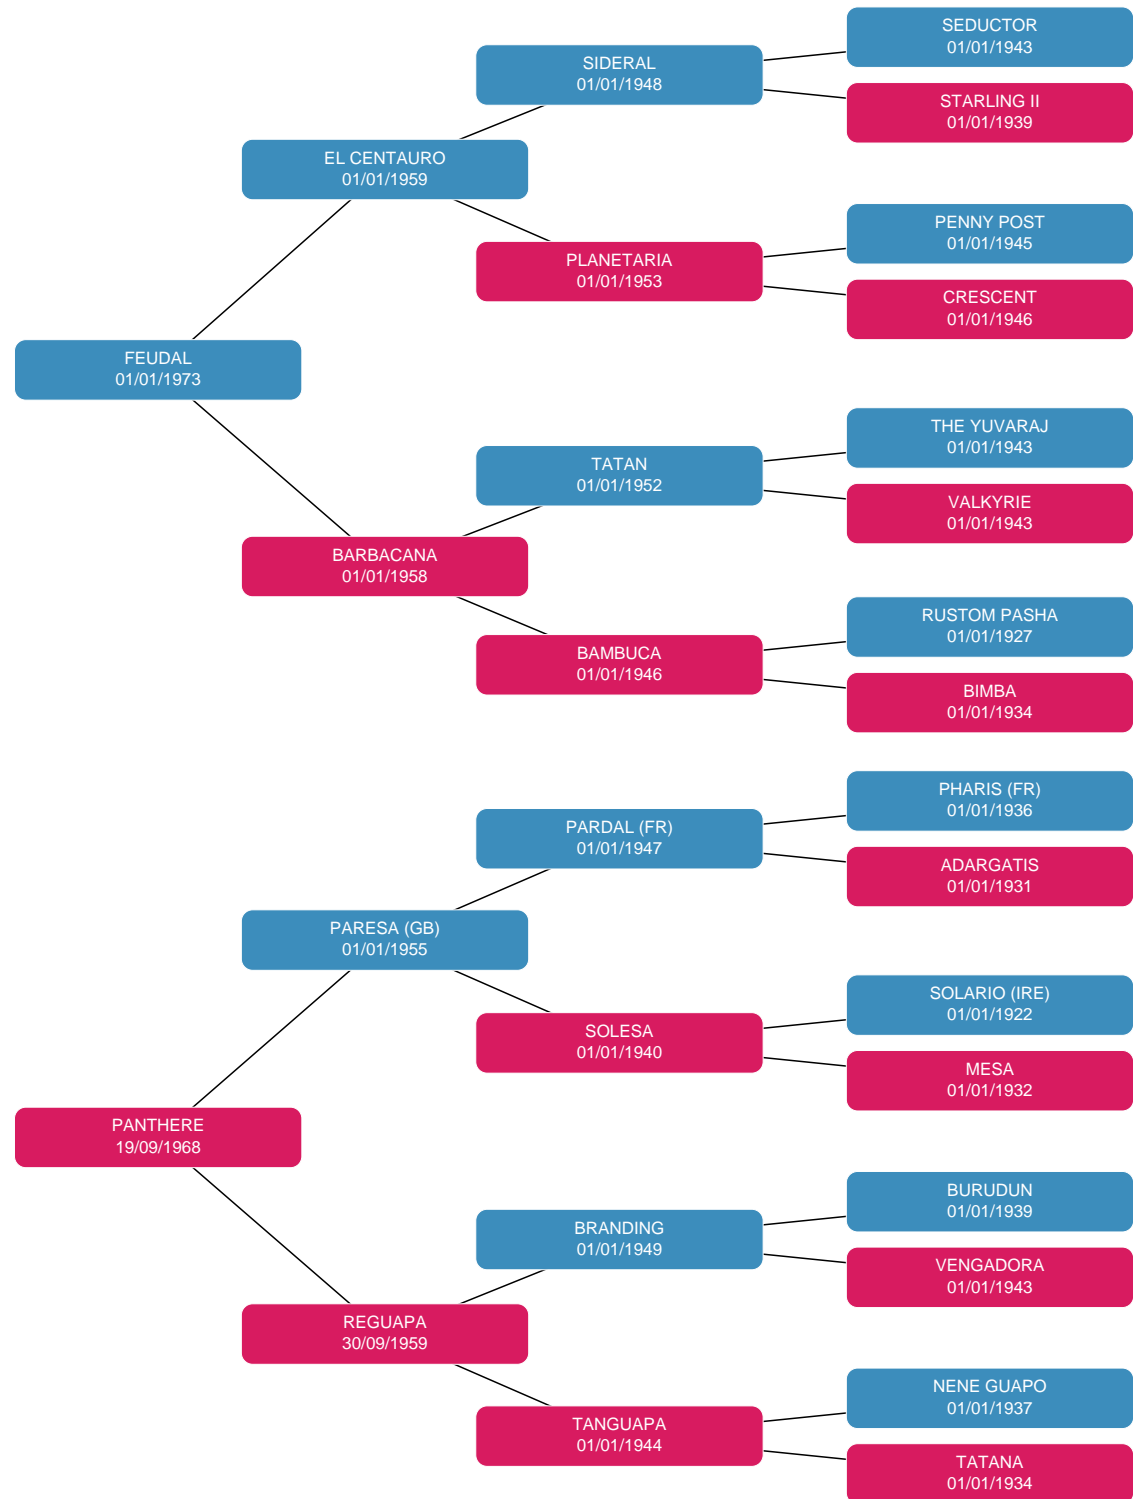 SEDUCTOR
01/01/1943
SIDERAL
01/01/1948
STARLING II
01/01/1939
EL CENTAURO
01/01/1959
PENNY POST
01/01/1945
PLANETARIA
01/01/1953
CRESCENT
01/01/1946
FEUDAL
01/01/1973
THE YUVARAJ
01/01/1943
TATAN
01/01/1952
VALKYRIE
01/01/1943
BARBACANA
01/01/1958
RUSTOM PASHA
01/01/1927
BAMBUCA
01/01/1946
BIMBA
01/01/1934
PHARIS (FR)
01/01/1936
PARDAL (FR)
01/01/1947
ADARGATIS
01/01/1931
PARESA (GB)
01/01/1955
SOLARIO (IRE)
01/01/1922
SOLESA
01/01/1940
MESA
01/01/1932
PANTHERE
19/09/1968
BURUDUN
01/01/1939
BRANDING
01/01/1949
VENGADORA
01/01/1943
REGUAPA
30/09/1959
NENE GUAPO
01/01/1937
TANGUAPA
01/01/1944
TATANA
01/01/1934